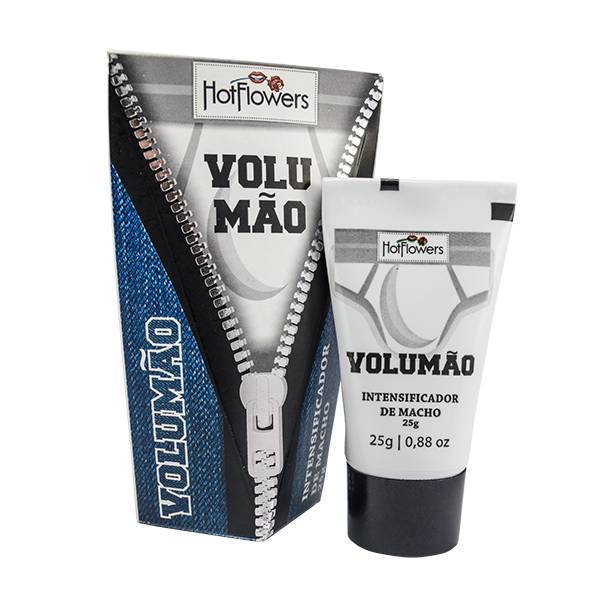 HotFlowers
VOLU
MÃO
VOLUMÃO
INTENSIFICADOR
DE MACHO
HotFlowers
VOLUMÃO
INTENSIFICADOR
DE MACHO
25g
25g | 0,88 oz